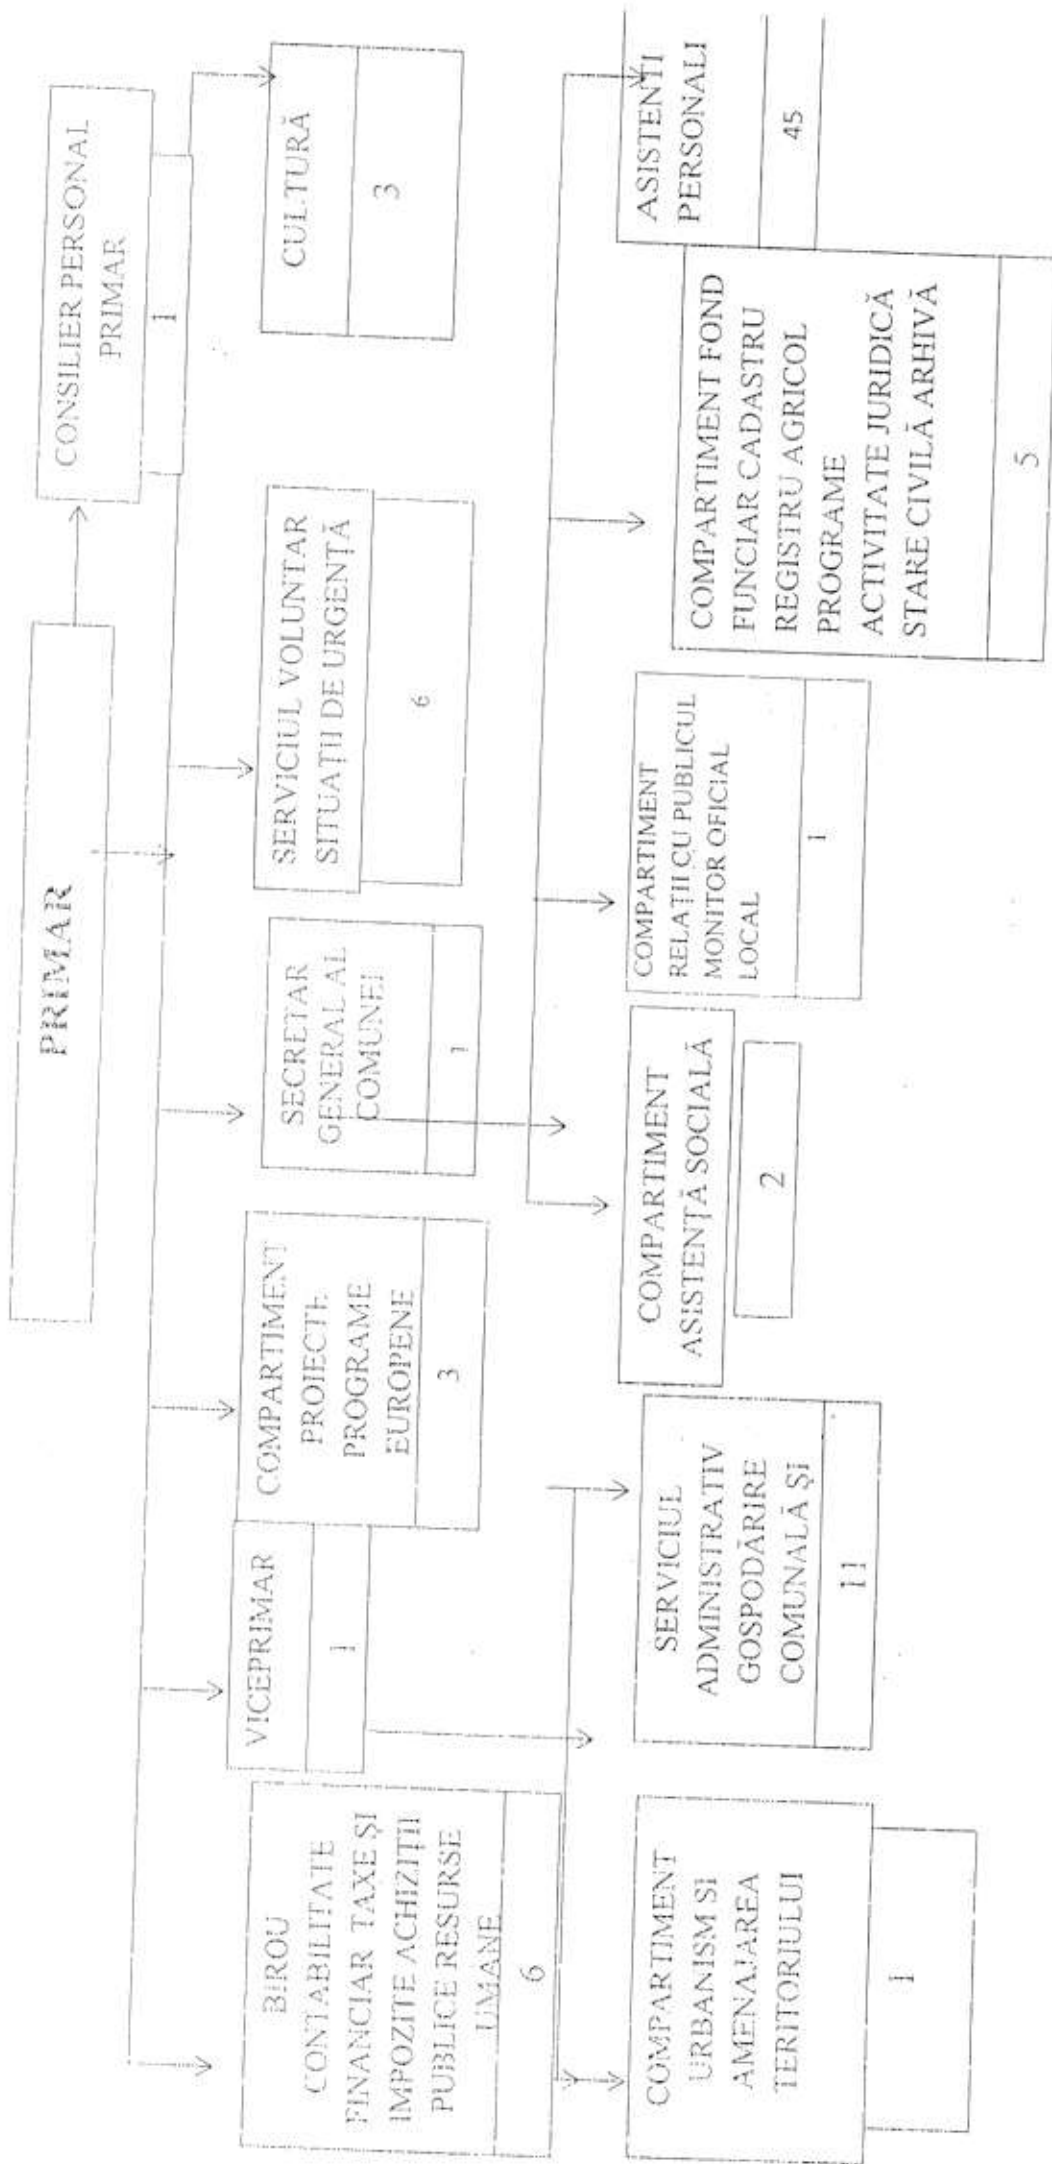 PRIMAR
CONSILIER PERSONAL
PRIMAR
1
BIROU
CONTABILITATE
FINANCIAR TAXE ȘI
IMPOZITE ACHIZIȚII
PUBLICE RESURSE
UMANE
6
VICEPRIMAR
1
COMPARTIMENT
PROIECTE
PROGRAME
EUROPENE
3
SECRETAR
GENERAL AL
COMUNEI
1
SERVICIUL VOLUNTAR
SITUAȚII DE URGENȚĂ
6
CULTURĂ
3
COMPARTIMENT
URBANISM SI
AMENAJAREA
TERITORIULUI
1
SERVICIUL
ADMINISTRATIV
GOSPODĂRIRE
COMUNALĂ ȘI
11
COMPARTIMENT
ASISTENȚĂ SOCIALĂ
2
COMPARTIMENT
RELAȚII CU PUBLICUL
MONITOR OFICIAL
LOCAL
1
COMPARTIMENT FOND
FUNCIAR CADASTRU
REGISTRU AGRICOL
PROGRAME
ACTIVITATE JURIDICĂ
STARE CIVILĂ ARHIVĂ
5
ASISTENTI
PERSONALI
45